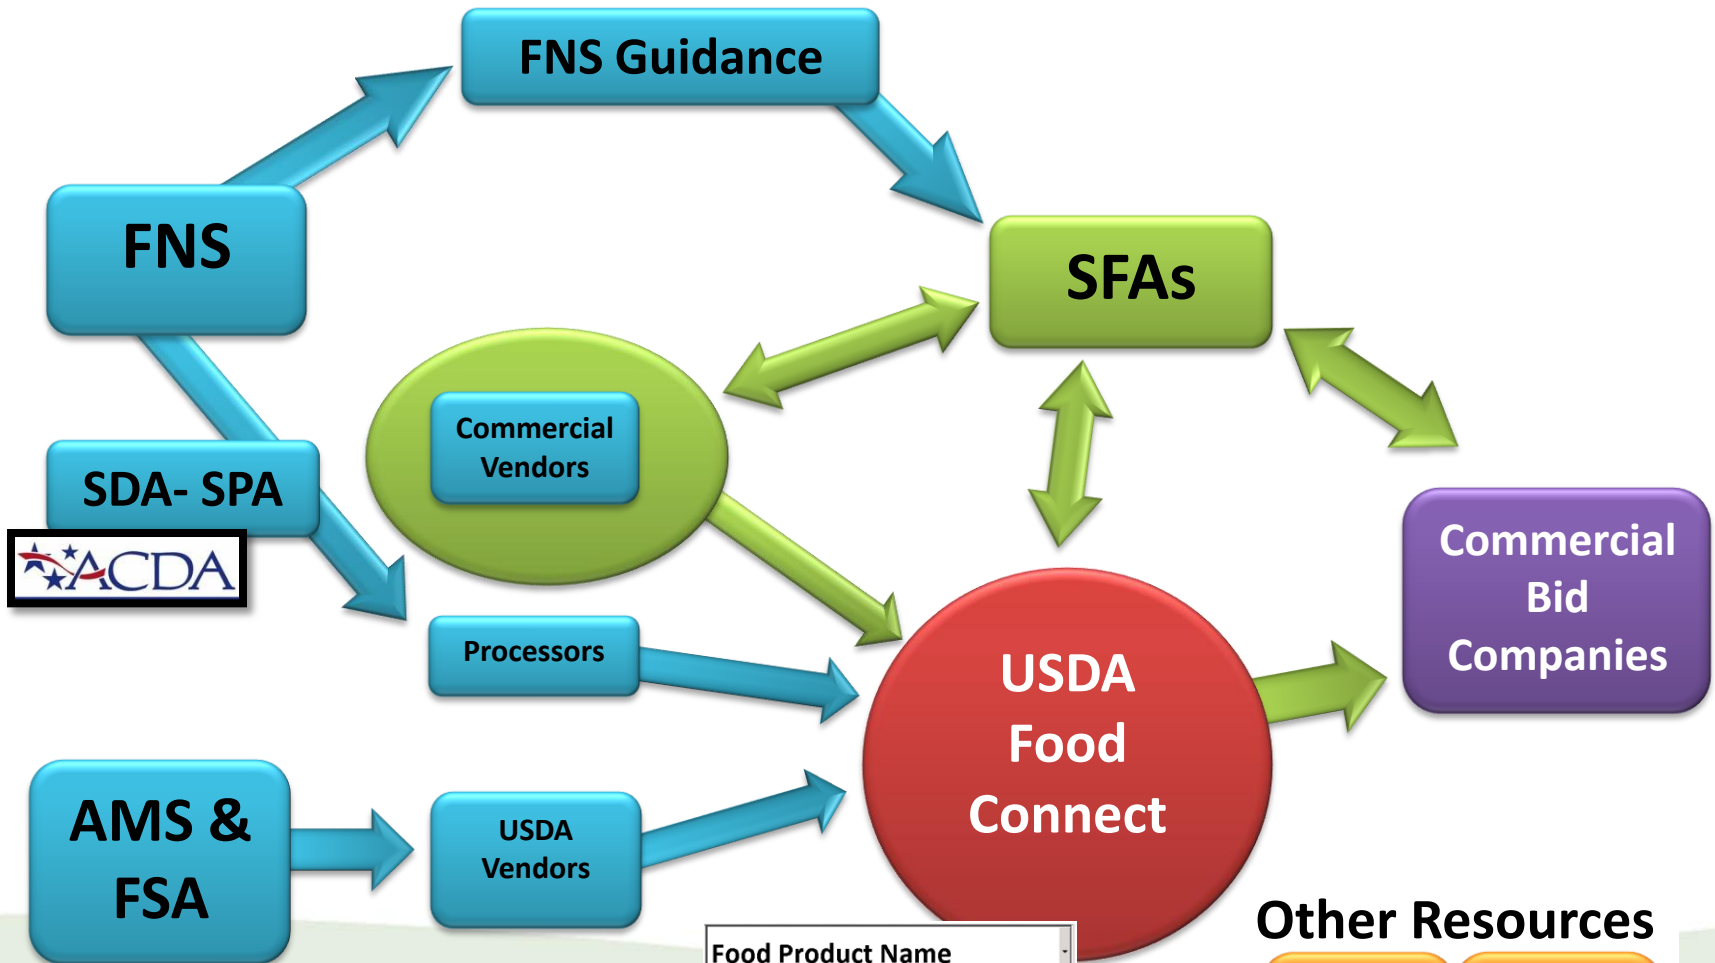 FNS Guidance
FNS
SFAs
Commercial
Vendors
SDA- SPA
ACDA
Commercial
Bid
Companies
Processors
USDA
Food
Connect
AMS &
FSA
USDA
Vendors
Other Resources
Food Product Name